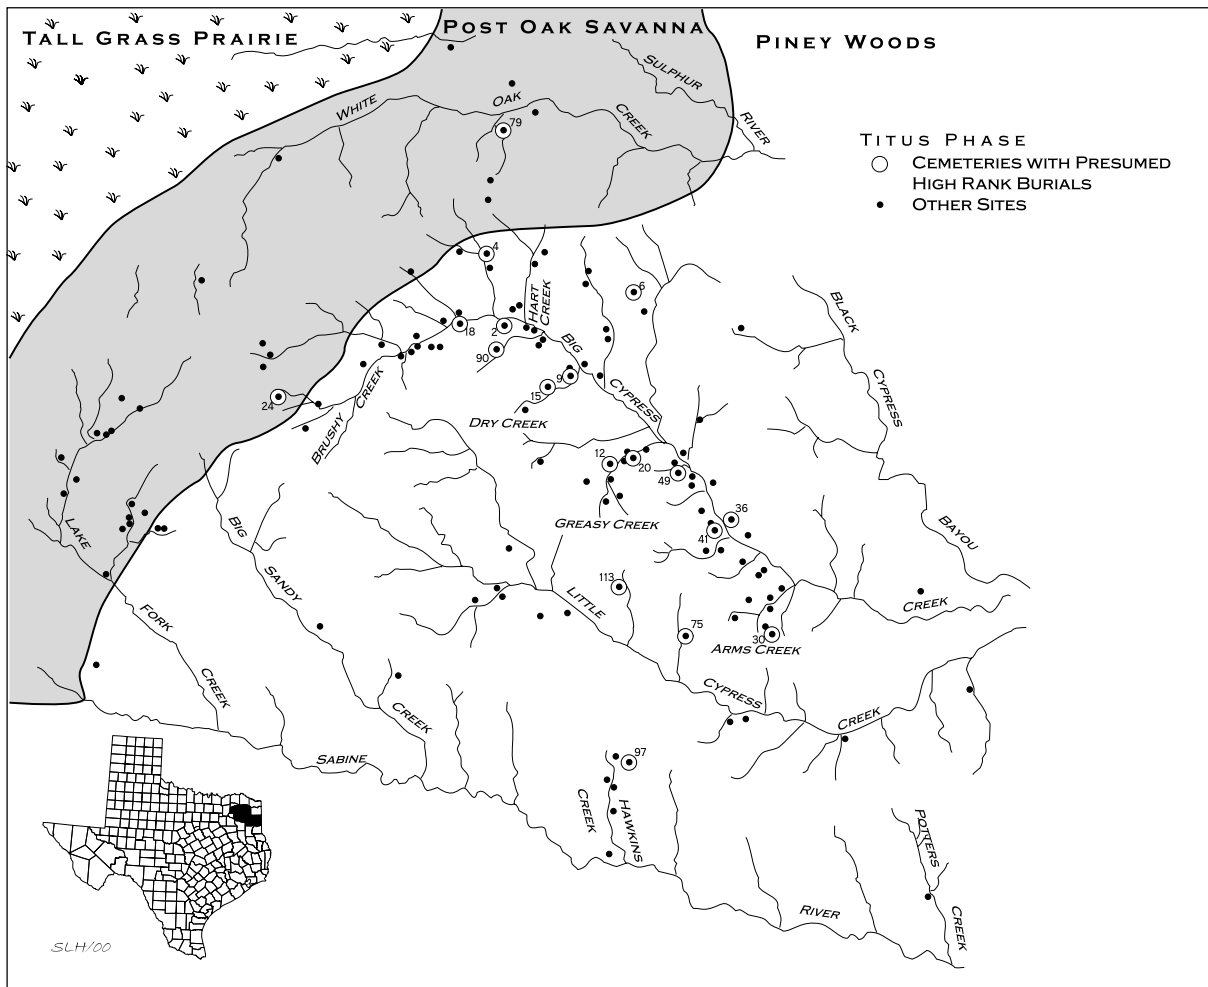 TALL GRASS PRAIRIE
POST OAK SAVANNA
PINEY WOODS
SULPHUR
RIVER
WHITE
OAK
CREEK
79
TITUS PHASE
CEMETERIES WITH PRESUMED
HIGH RANK BURIALS
OTHER SITES
4
6
HART
CREEK
18
2
90
BIG
CYPRESS
BLACK
CYPRESS
BAYOU
9
15
24
BRUSHY
CREEK
DRY CREEK
12
20
49
GREASY CREEK
36
41
LAKE
FORK
CREEK
BIG
SANDY
CREEK
113
LITTLE
CYPRESS
CREEK
75
30
ARMS CREEK
CREEK
SABINE
RIVER
97
CREEK
HAWKINS
POTTERS
CREEK
SLH/00